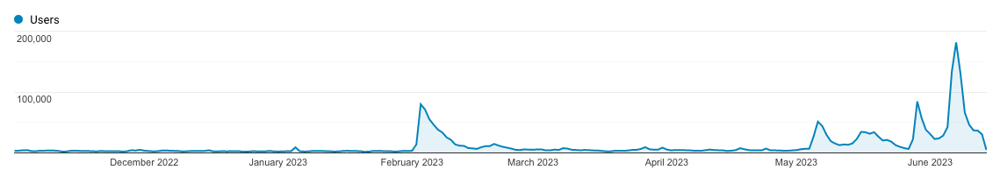 Users
200,000
100,000
December 2022
January 2023
February 2023
March 2023
April 2023
May 2023
June 2023